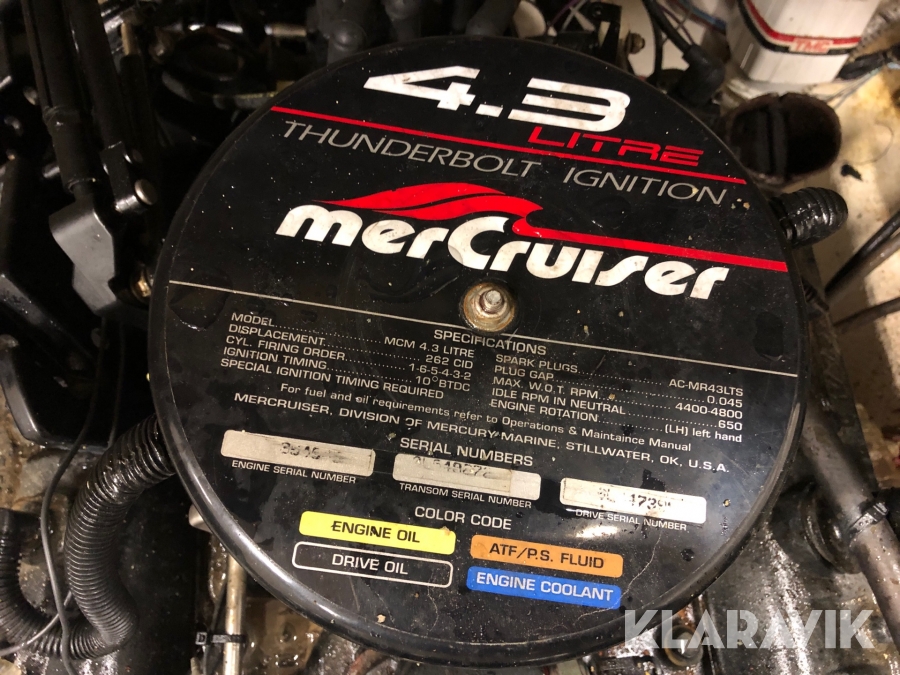 TMC
4.3
LITRE
THUNDERBOLT IGNITION
merCruiser
SPECIFICATIONS
MODEL..........MCM 4.3 LITRE
DISPLACEMENT..........262 CID
CYL. FIRING ORDER..........1-6-5-4-3-2
IGNITION TIMING..........10° BTDC
SPECIAL IGNITION TIMING REQUIRED
SPARK PLUGS..........AC-MR43LTS
PLUG GAP..........0.045
MAX. W.O.T. RPM..........4400-4800
IDLE RPM IN NEUTRAL..........650
ENGINE ROTATION..........(LH) left hand
For fuel and oil requirements refer to Operations & Maintaince Manual
MERCRUISER, DIVISION OF MERCURY MARINE, STILLWATER, OK, U.S.A.
SERIAL NUMBERS
ENGINE SERIAL NUMBER
TRANSOM SERIAL NUMBER
DRIVE SERIAL NUMBER
COLOR CODE
ENGINE OIL
ATF/P.S. FLUID
DRIVE OIL
ENGINE COOLANT
KLARAVIK